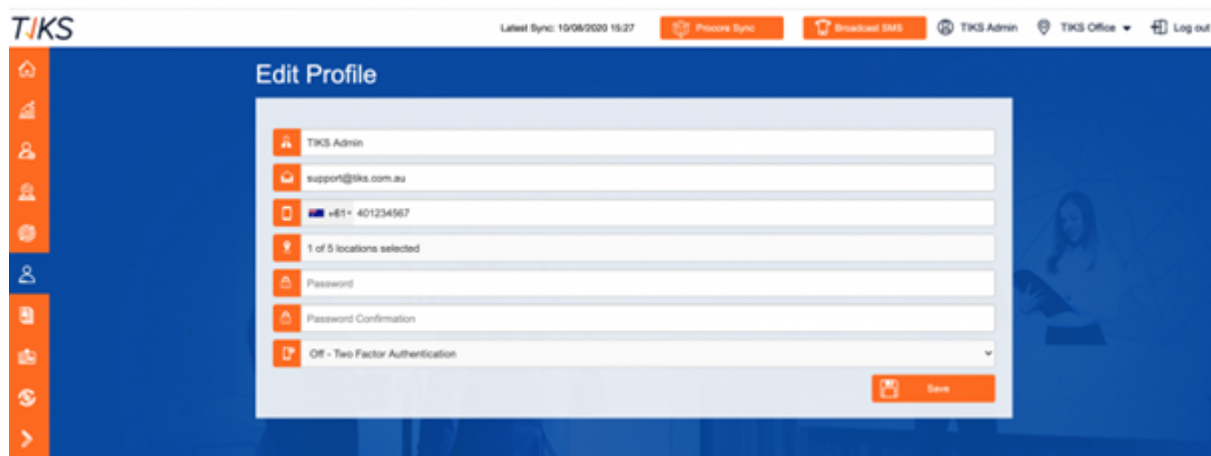 TIKS
Latest Sync: 10/08/2020 15:27
Procore Sync
Broadcast SMS
TIKS Admin
TIKS Office
Log out
Edit Profile
TIKS Admin
support@tiks.com.au
+61 401234567
1 of 5 locations selected
Password
Password Confirmation
Off - Two Factor Authentication
Save